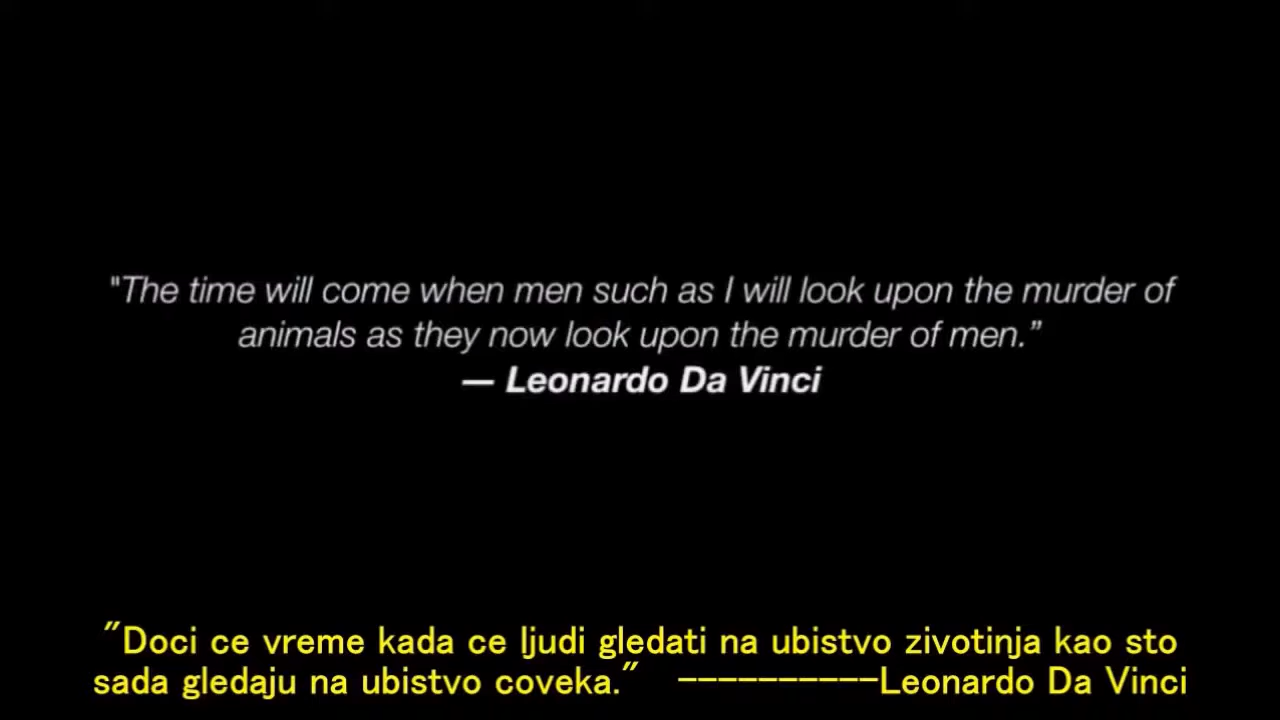 "The time will come when men such as I will look upon the murder of
animals as they now look upon the murder of men.”
— Leonardo Da Vinci
"Doci ce vreme kada ce ljudi gledati na ubistvo zivotinja kao sto
sada gledaju na ubistvo coveka." ----------Leonardo Da Vinci